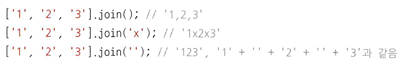 ['1', '2', '3'].join(); // '1,2,3'
['1', '2', '3'].join('x'); // '1x2x3'
['1', '2', '3'].join(''); // '123', '1' + '' + '2' + '' + '3'과 같음